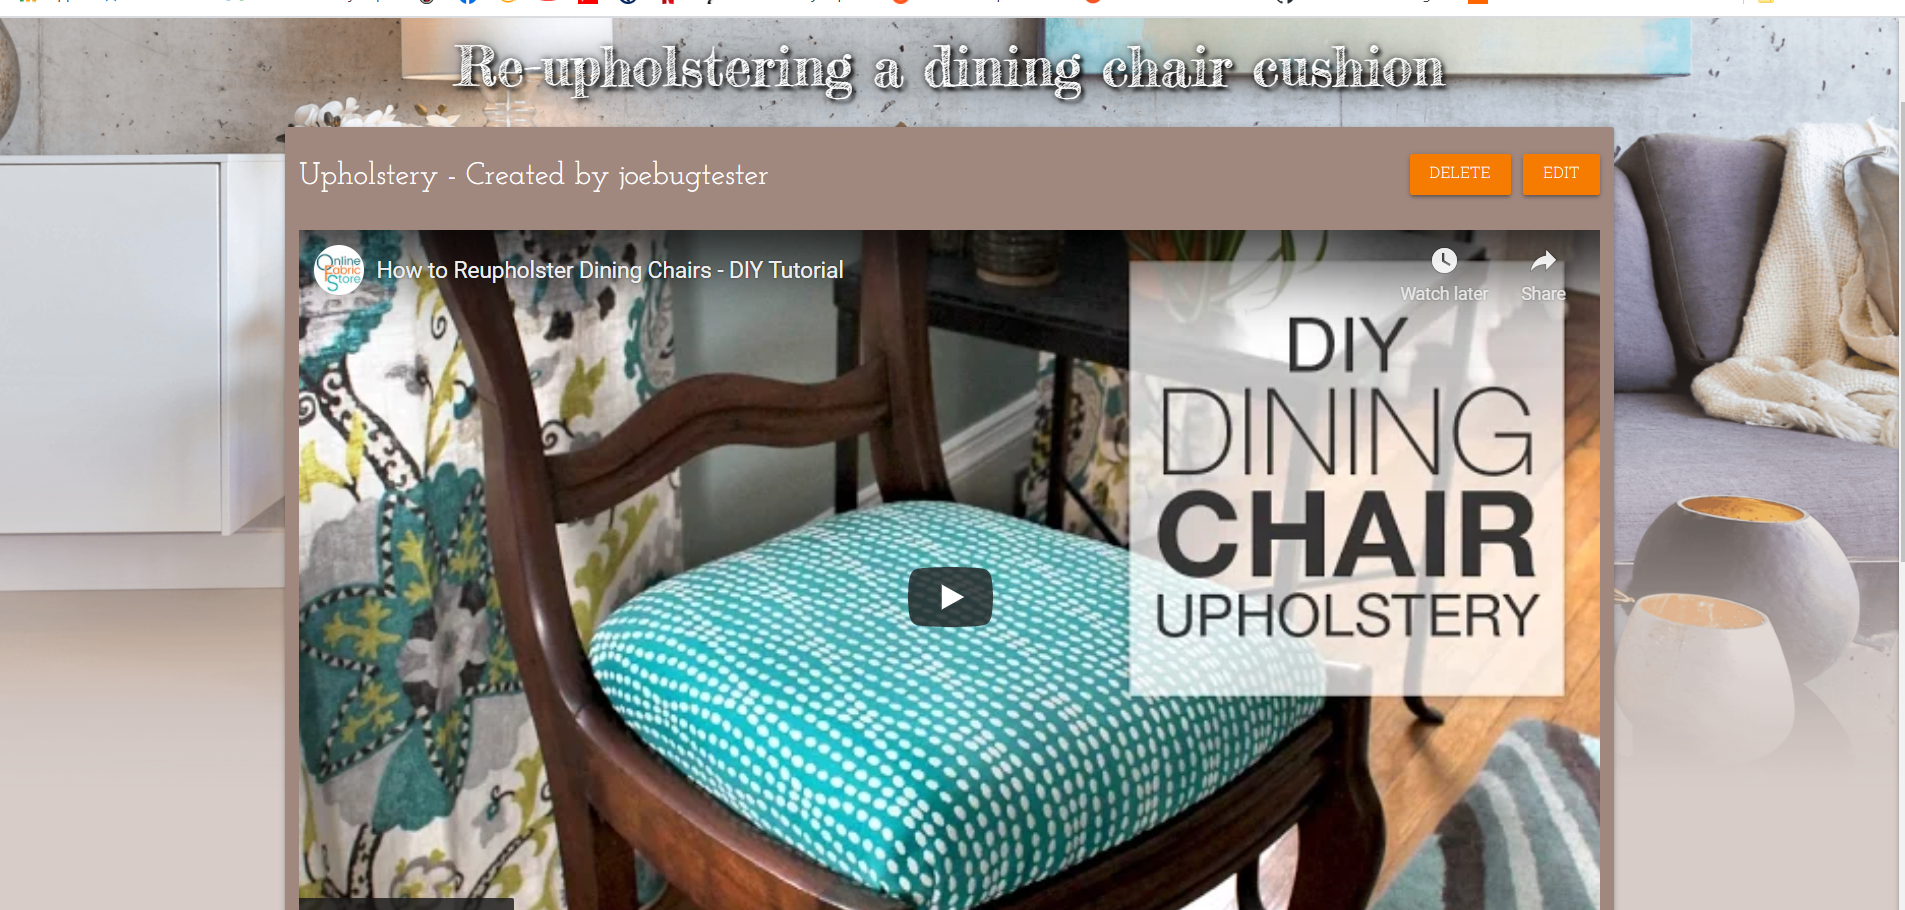 Re-upholstering a dining chair cushion
Upholstery - Created by joebugtester
DELETE
EDIT
Online
Fabric
Store
How to Reupholster Dining Chairs - DIY Tutorial
Watch later
Share
DIY
DINING
CHAIR
UPHOLSTERY